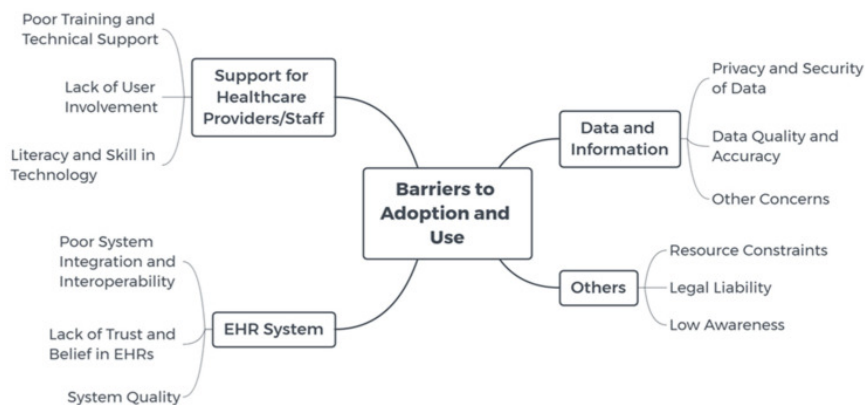 Poor Training and
Technical Support
Lack of User
Involvement
Literacy and Skill in
Technology
Support for
Healthcare
Providers/Staff
Barriers to
Adoption and
Use
Data and
Information
Privacy and Security
of Data
Data Quality and
Accuracy
Other Concerns
Poor System
Integration and
Interoperability
Lack of Trust and
Belief in EHRs
System Quality
EHR System
Others
Resource Constraints
Legal Liability
Low Awareness